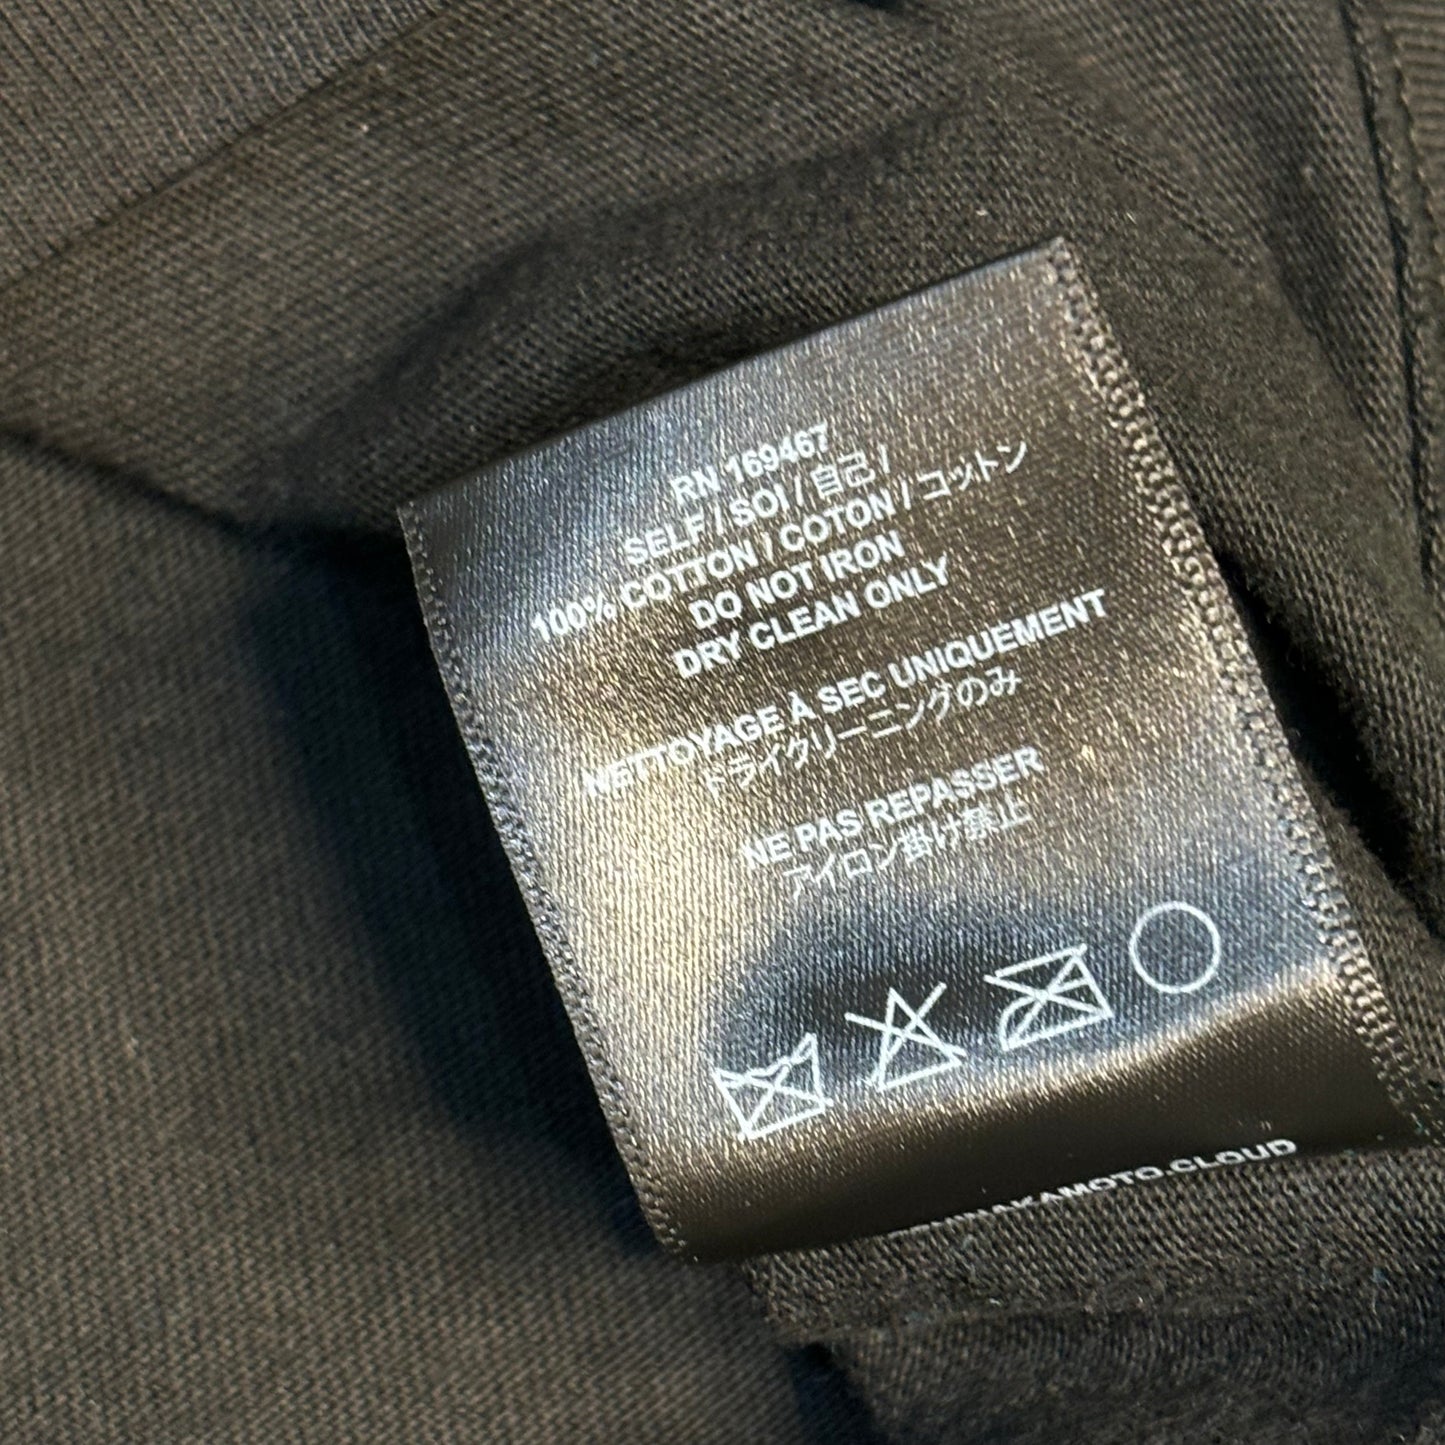 RN 169467
SELF / SOI / 自己 /
100% COTTON / COTON / コットン
DO NOT IRON
DRY CLEAN ONLY
NETTOYAGE À SEC UNIQUEMENT
ドライクリーニングのみ
NE PAS REPASSER
アイロン掛け禁止